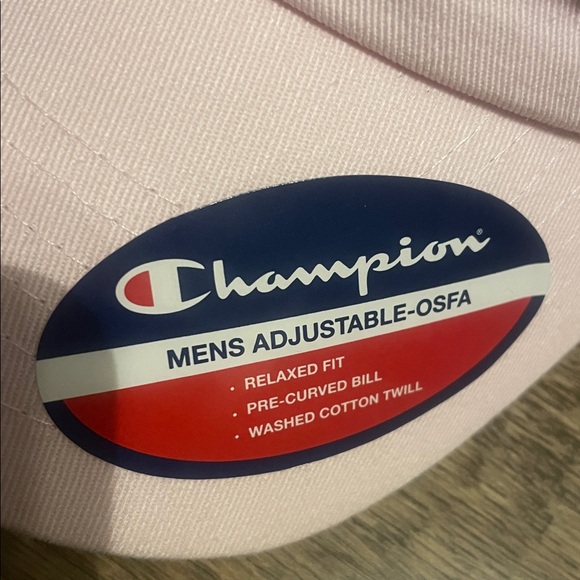 Champion®
MENS ADJUSTABLE-OSFA
· RELAXED FIT
· PRE-CURVED BILL
· WASHED COTTON TWILL